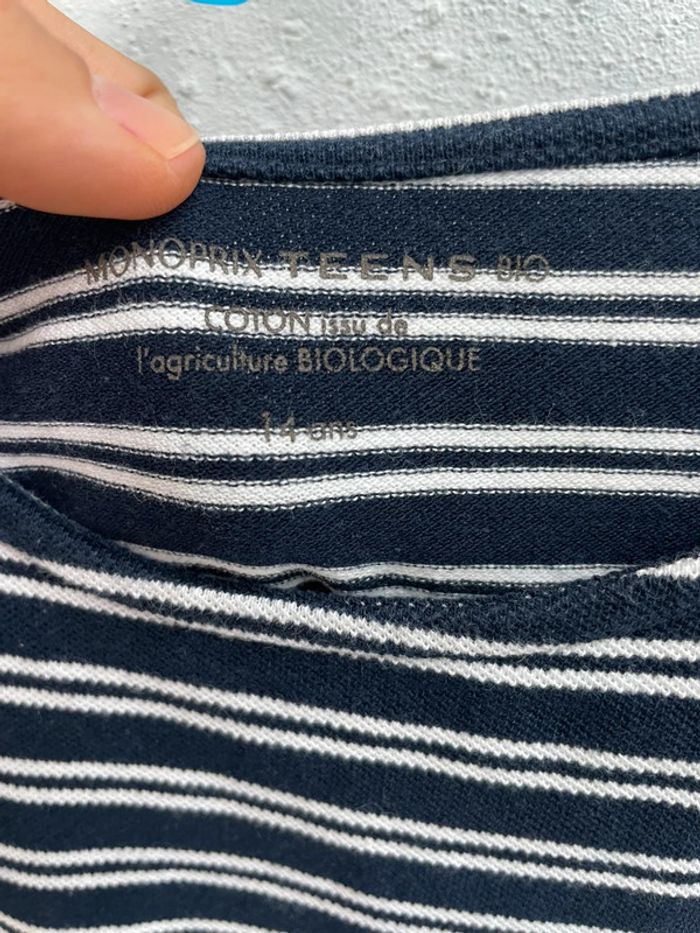 MONOPRIX TEENS BIO
COTON issu de
l'agriculture BIOLOGIQUE
14 ans